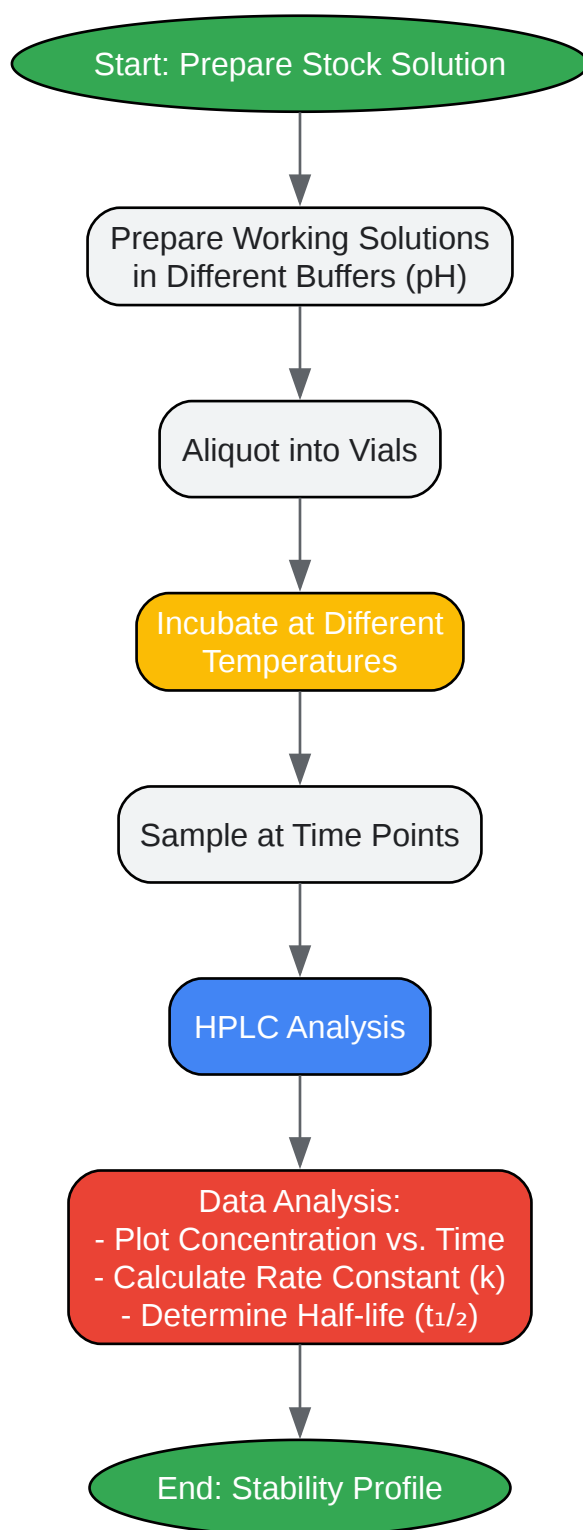 Start: Prepare Stock Solution
Prepare Working Solutions
in Different Buffers (pH)
Aliquot into Vials
Incubate at Different
Temperatures
Sample at Time Points
HPLC Analysis
Data Analysis:
- Plot Concentration vs. Time
- Calculate Rate Constant (k)
- Determine Half-life (t₁/₂)
End: Stability Profile